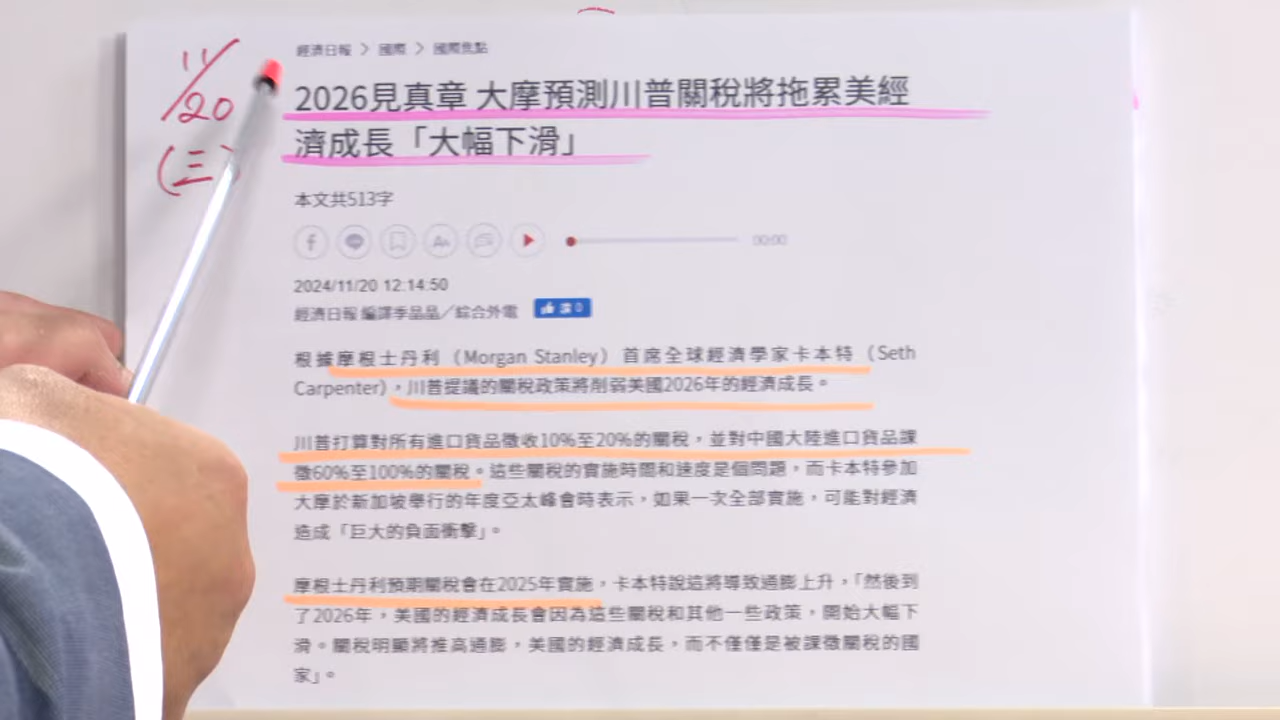 11/20
(三)
經濟日報 > 國際 > 國際焦點
2026見真章 大摩預測川普關稅將拖累美經
濟成長「大幅下滑」
本文共513字
00:00
2024/11/20 12:14:50
經濟日報 編譯季晶晶／綜合外電
讚 0
根據摩根士丹利（Morgan Stanley）首席全球經濟學家卡本特（Seth
Carpenter），川普提議的關稅政策將削弱美國2026年的經濟成長。
川普打算對所有進口貨品徵收10%至20%的關稅，並對中國大陸進口貨品課
徵60%至100%的關稅。這些關稅的實施時間和速度是個問題，而卡本特參加
大摩於新加坡舉行的年度亞太峰會時表示，如果一次全部實施，可能對經濟
造成「巨大的負面衝擊」。
摩根士丹利預期關稅會在2025年實施，卡本特說這將導致通膨上升，「然後到
了2026年，美國的經濟成長會因為這些關稅和其他一些政策，開始大幅下
滑。關稅明顯將推高通膨，美國的經濟成長，而不僅僅是被課徵關稅的國
家」。